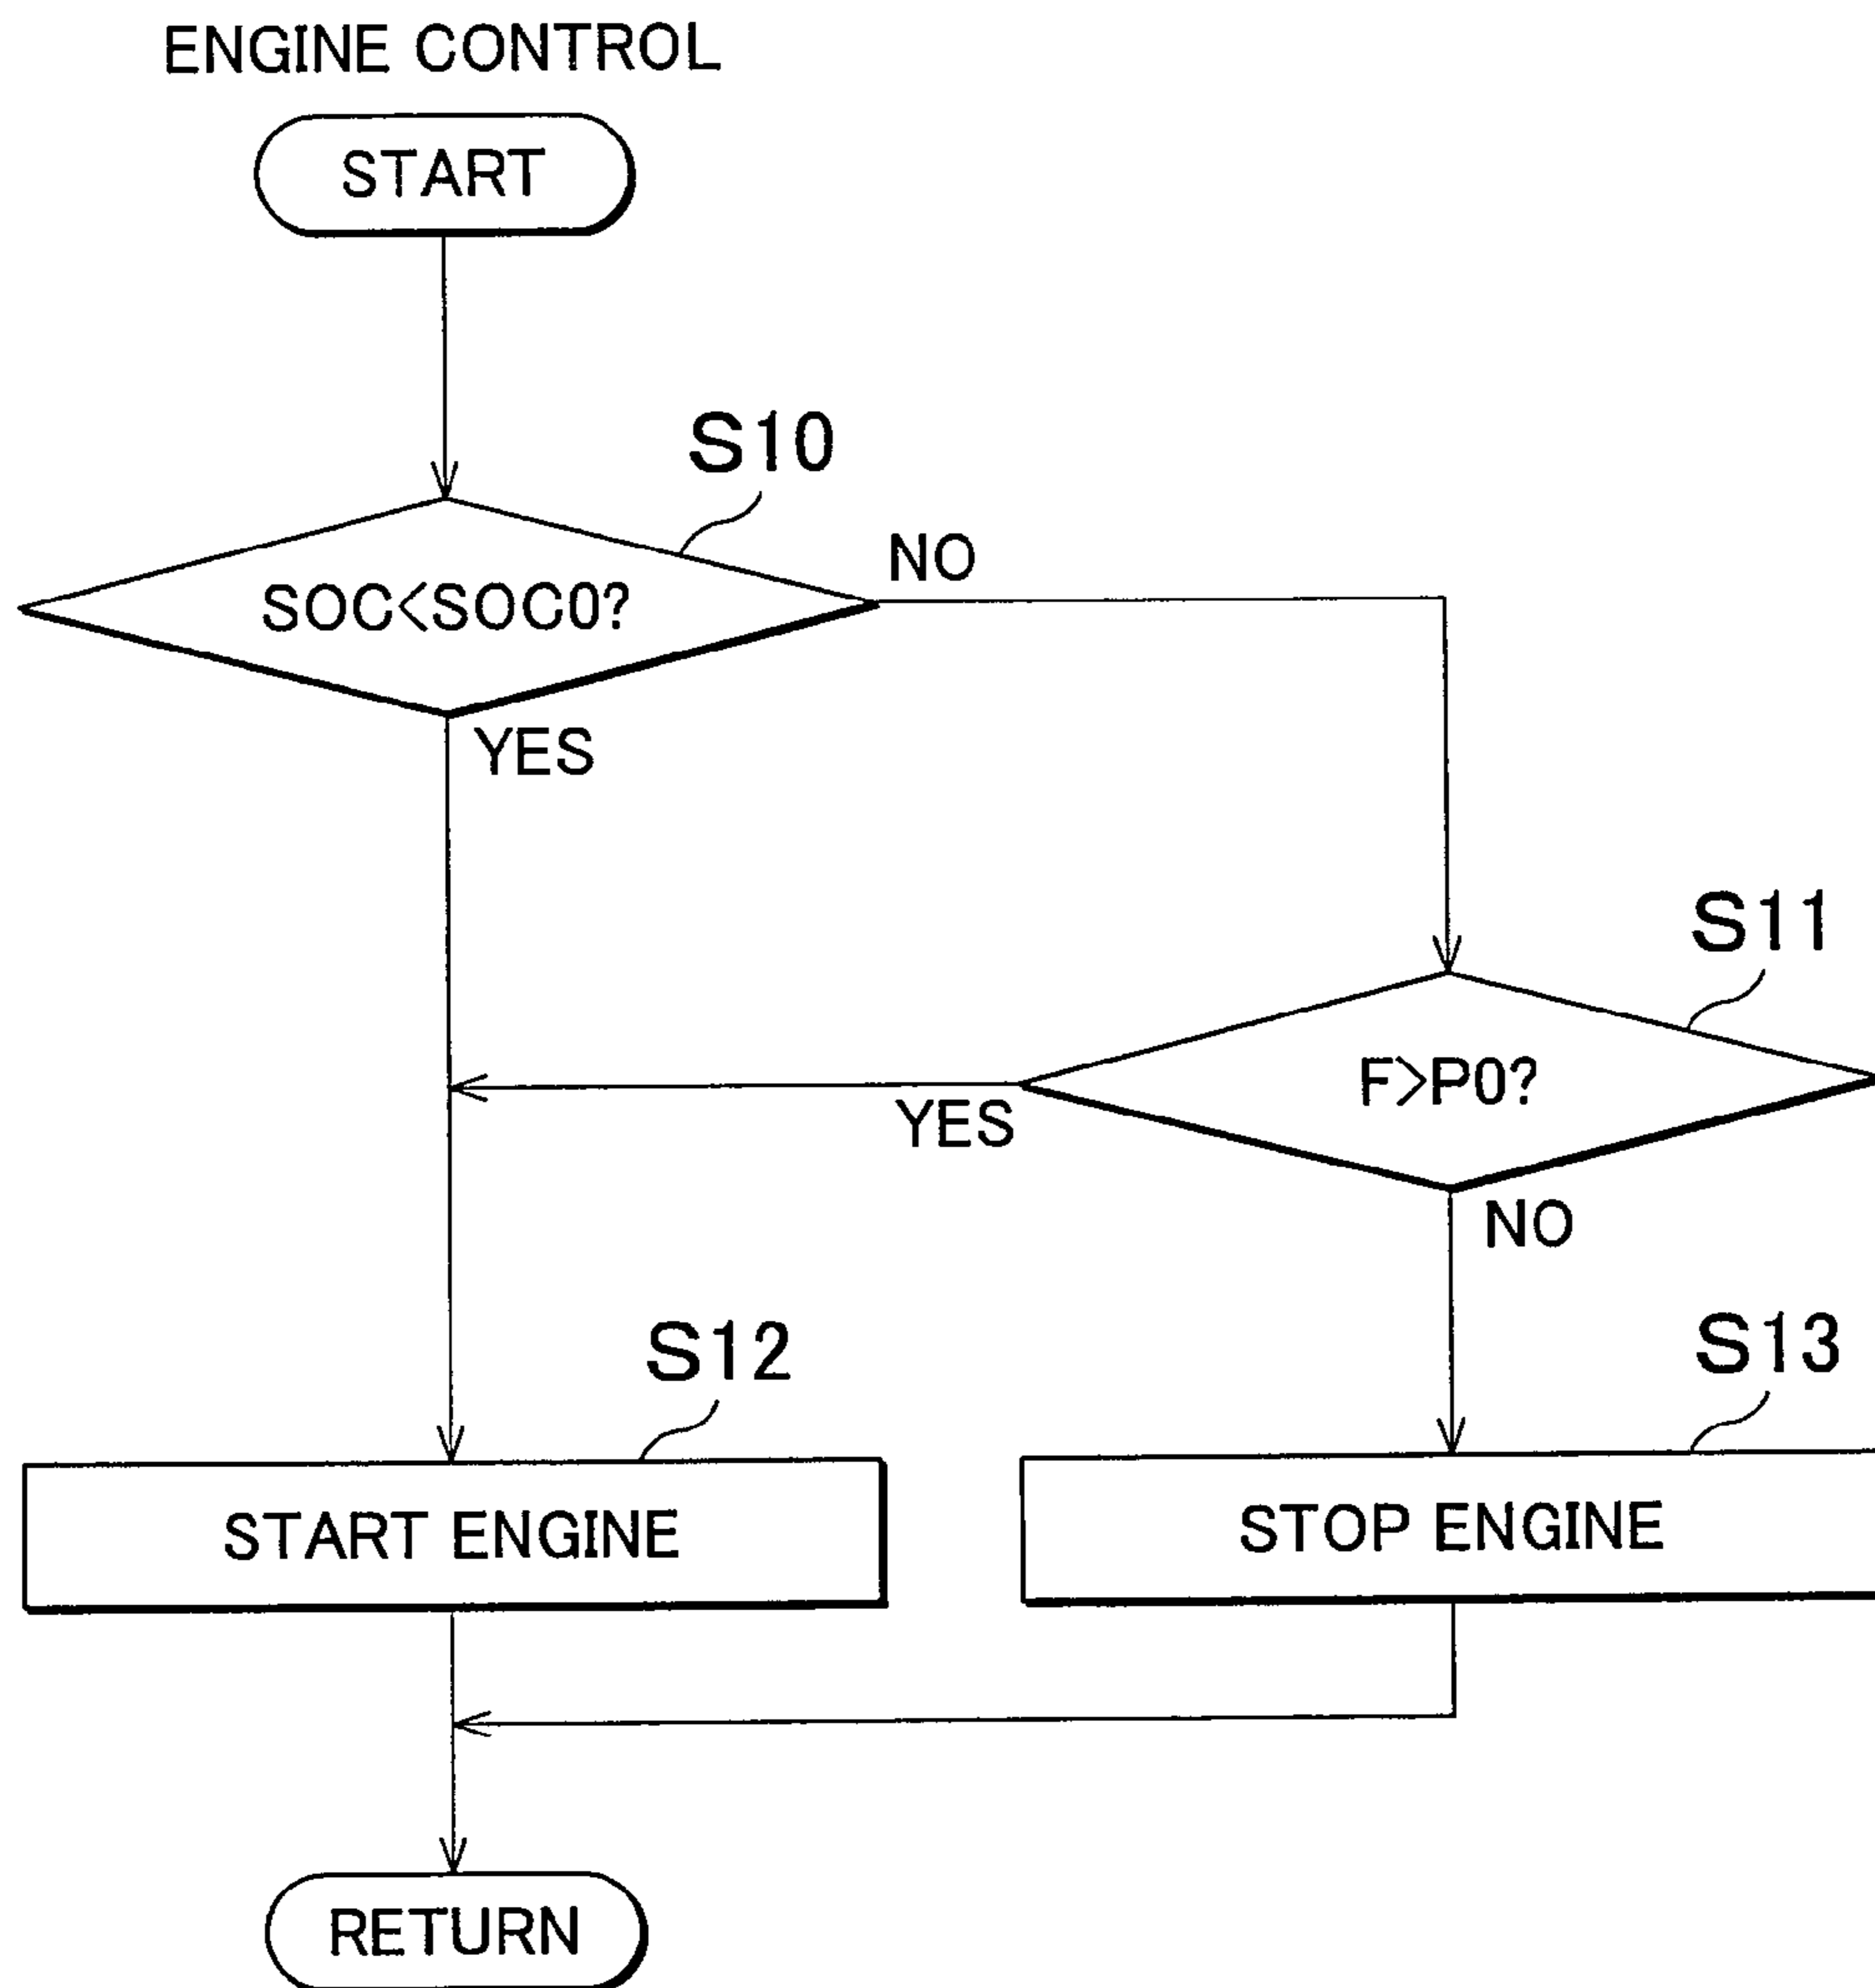 ENGINE CONTROL
START
S10
SOC<SOC0?
NO
YES
S11
F>P0?
YES
NO
S12
S13
START ENGINE
STOP ENGINE
RETURN